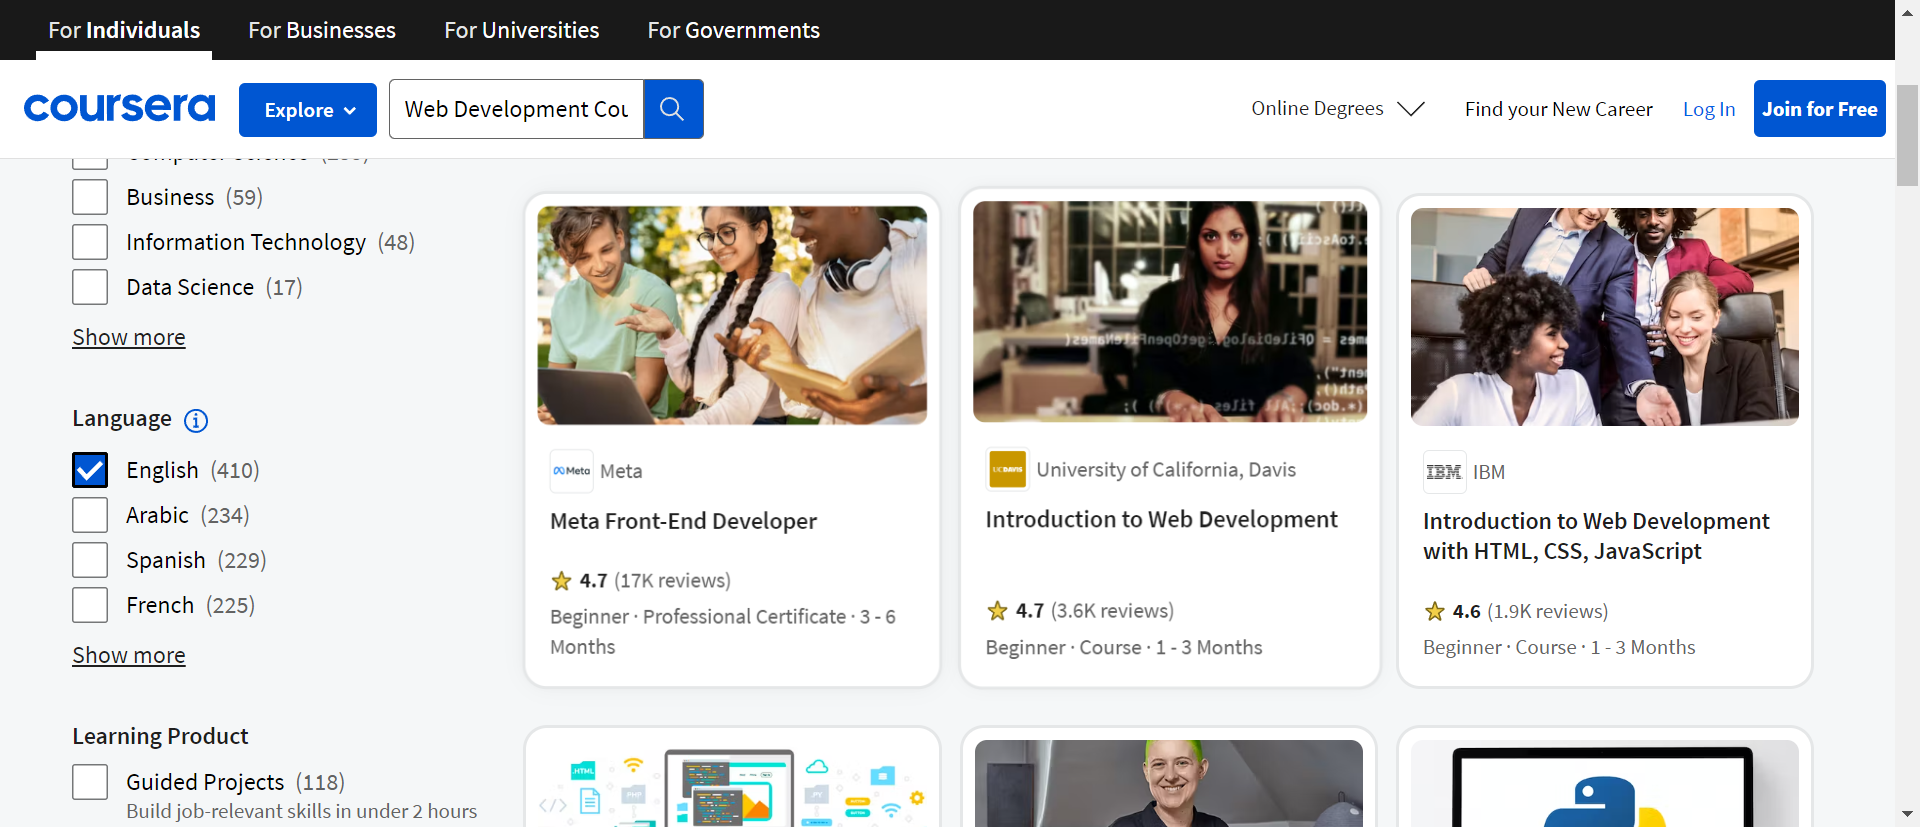 For Individuals
For Businesses
For Universities
For Governments
coursera
Explore
Web Development Cou
Online Degrees
Find your New Career
Log In
Join for Free
Business (59)
Information Technology (48)
Data Science (17)
Show more
Language
English (410)
Arabic (234)
Spanish (229)
French (225)
Show more
Learning Product
Guided Projects (118)
Build job-relevant skills in under 2 hours
Meta
Meta
Meta Front-End Developer
4.7 (17K reviews)
Beginner · Professional Certificate · 3 - 6
Months
UC DAVIS
University of California, Davis
Introduction to Web Development
4.7 (3.6K reviews)
Beginner · Course · 1 - 3 Months
IBM
IBM
Introduction to Web Development
with HTML, CSS, JavaScript
4.6 (1.9K reviews)
Beginner · Course · 1 - 3 Months
HTML
PHP